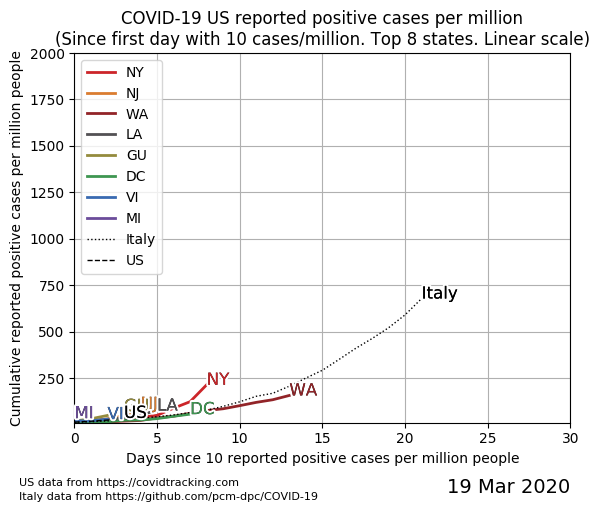 COVID-19 US reported positive cases per million
(Since first day with 10 cases/million. Top 8 states. Linear scale)
Cumulative reported positive cases per million people
2000
1750
1500
1250
1000
750
500
250
NY
NJ
WA
LA
GU
DC
VI
MI
Italy
US
Italy
NY
WA
LA
DC
MI
VI
US
0
5
10
15
20
25
30
Days since 10 reported positive cases per million people
US data from https://covidtracking.com
Italy data from https://github.com/pcm-dpc/COVID-19
19 Mar 2020